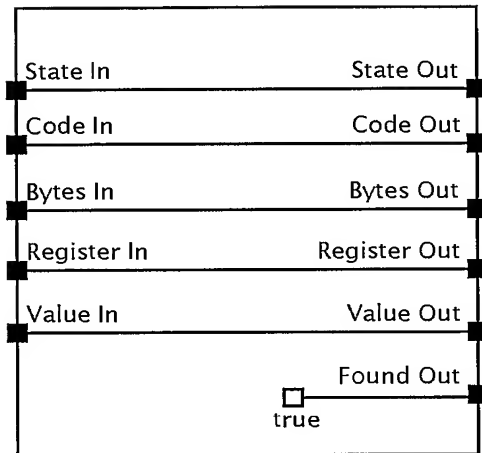 State In State Out
Code In Code Out
Bytes In Bytes Out
Register In Register Out
Value In Value Out
Found Out
true